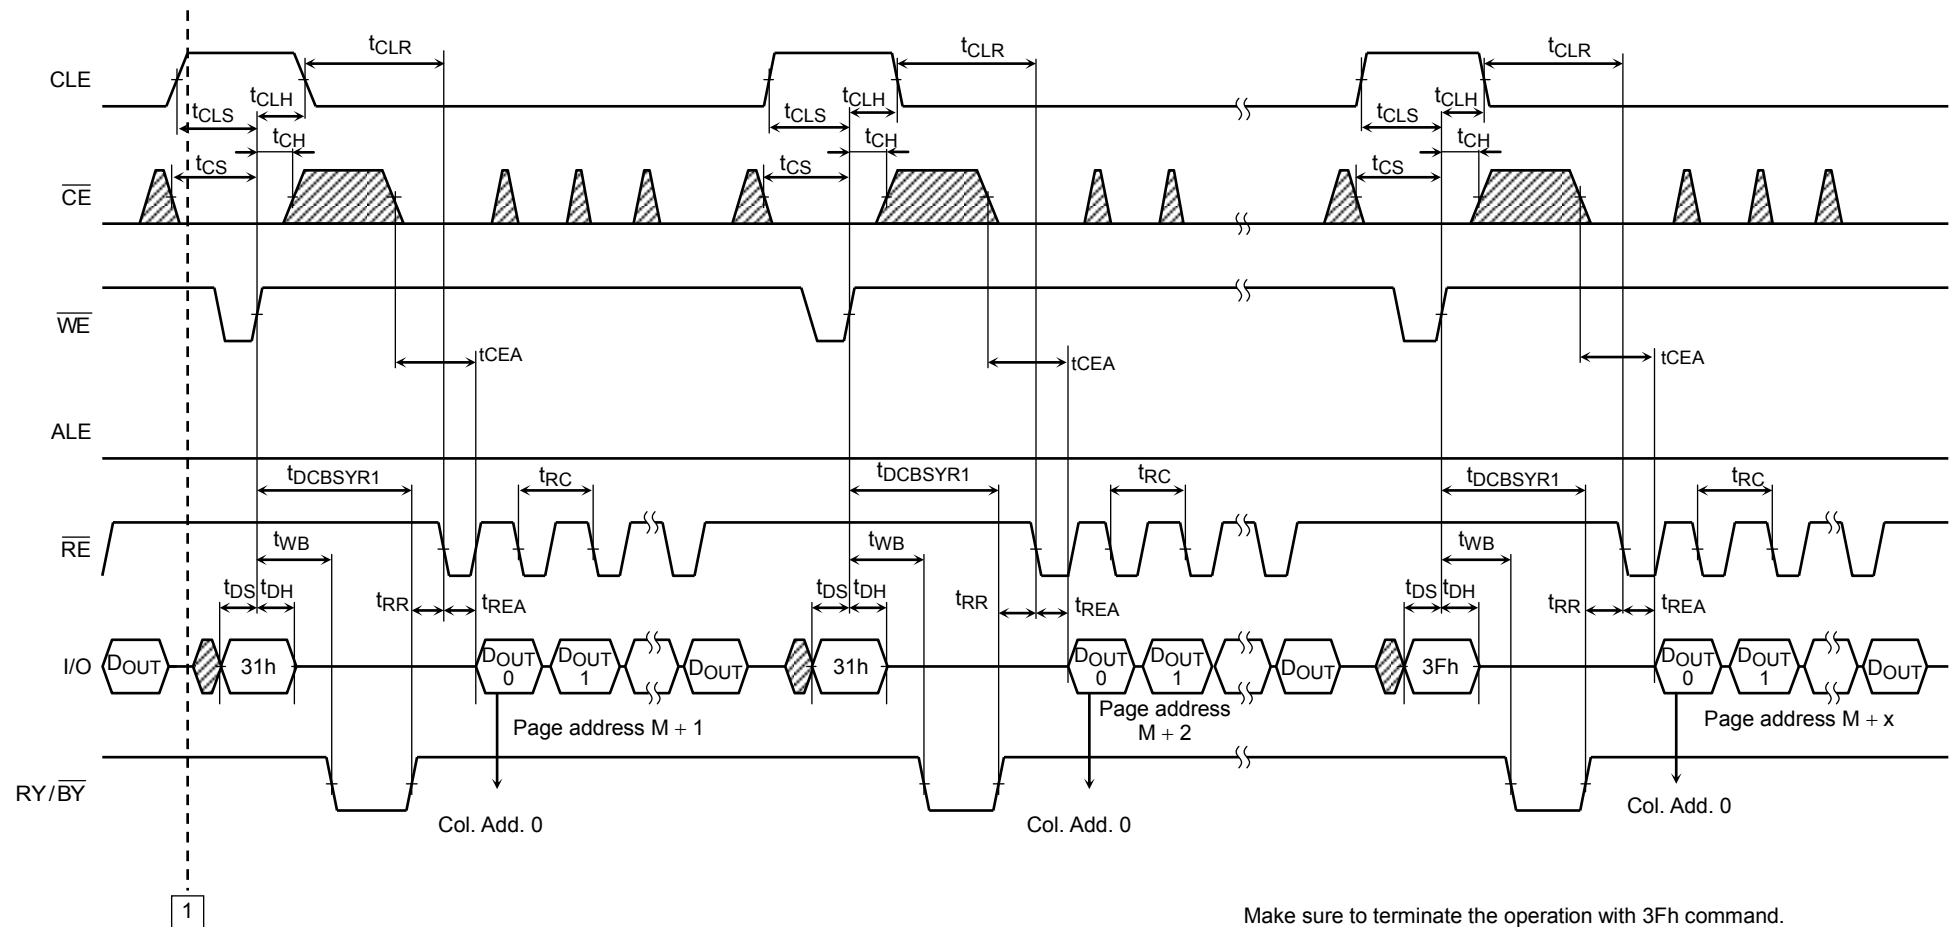 tCLR tCLR tCLR
CLE
tCLH tCLH tCLH
tCLS tCLS tCLS
tCH tCH tCH
tCS tCS tCS
CE
WE
tCEA tCEA tCEA
ALE
tDCBSYR1 tRC tDCBSYR1 tRC tDCBSYR1 tRC
RE
tWB tWB tWB
tDS tDH tDS tDH tDS tDH
tRR tREA tRR tREA tRR tREA
I/O DOUT 31h DOUT 0 DOUT 1 DOUT 31h DOUT 0 DOUT 1 DOUT 3Fh DOUT 0 DOUT 1 DOUT
Page address M + 1
Page address
M + 2
Page address M + x
RY/BY
Col. Add. 0 Col. Add. 0 Col. Add. 0
1
Make sure to terminate the operation with 3Fh command.